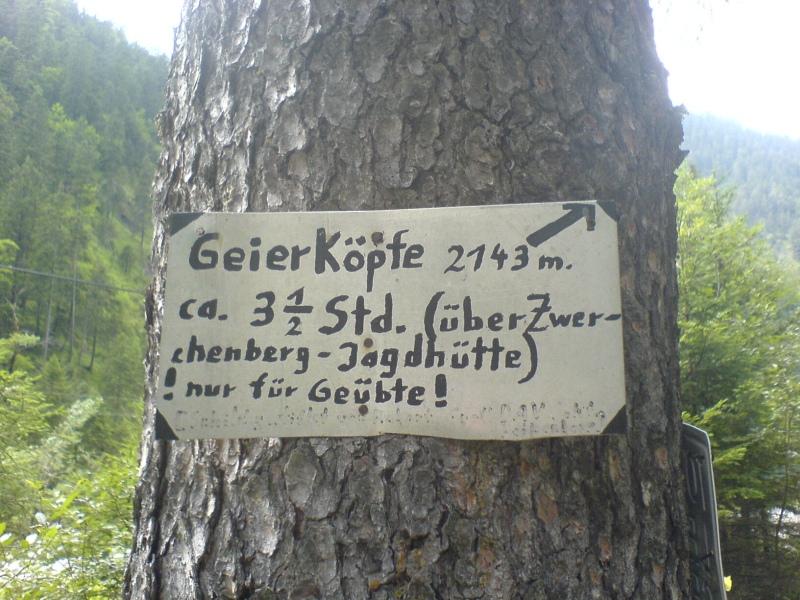 GeierKöpfe 2143 m.
ca. 3 1/2 Std. (über Zwer-
chenberg-Jagdhütte)
! nur für Geübte!